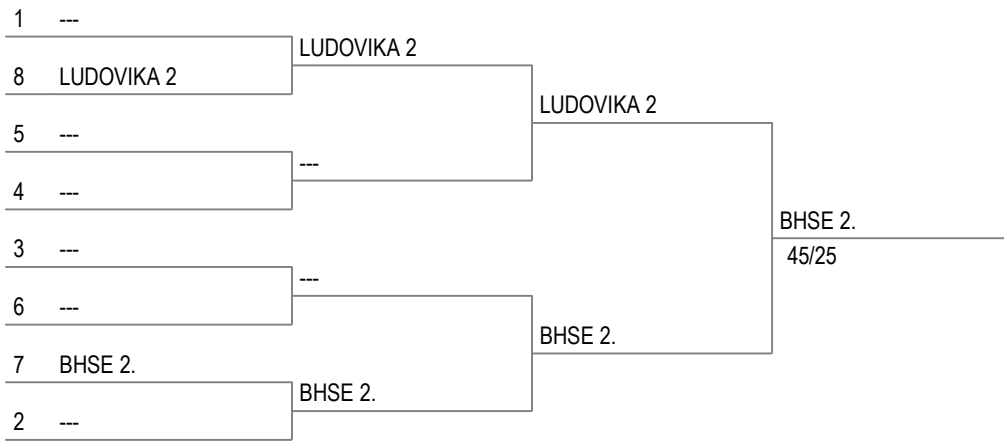 1 ---
LUDOVIKA 2
8 LUDOVIKA 2
LUDOVIKA 2
5 ---
---
4 ---
BHSE 2.
3 ---
45/25
---
6 ---
BHSE 2.
7 BHSE 2.
BHSE 2.
2 ---